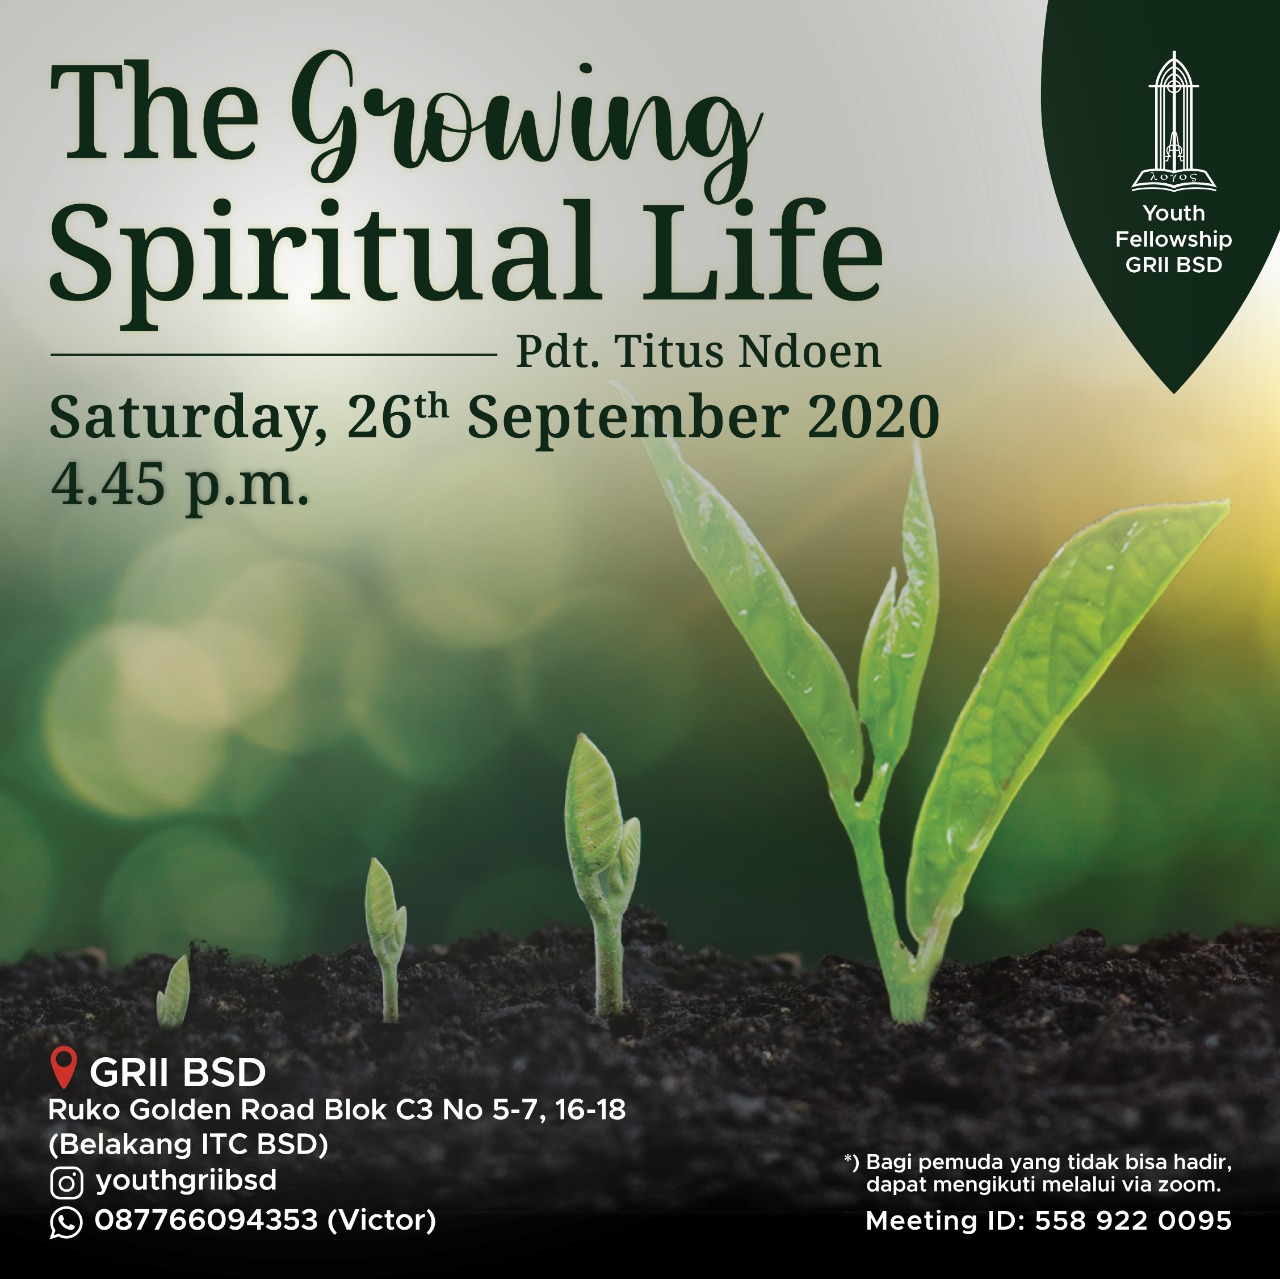 The Growing
Spiritual Life
Pdt. Titus Ndoen
Saturday, 26th September 2020
4.45 p.m.
λογος
Youth
Fellowship
GRII BSD
GRII BSD
Ruko Golden Road Blok C3 No 5-7, 16-18
(Belakang ITC BSD)
youthgriibsd
087766094353 (Victor)
*) Bagi pemuda yang tidak bisa hadir,
dapat mengikuti melalui via zoom.
Meeting ID: 558 922 0095